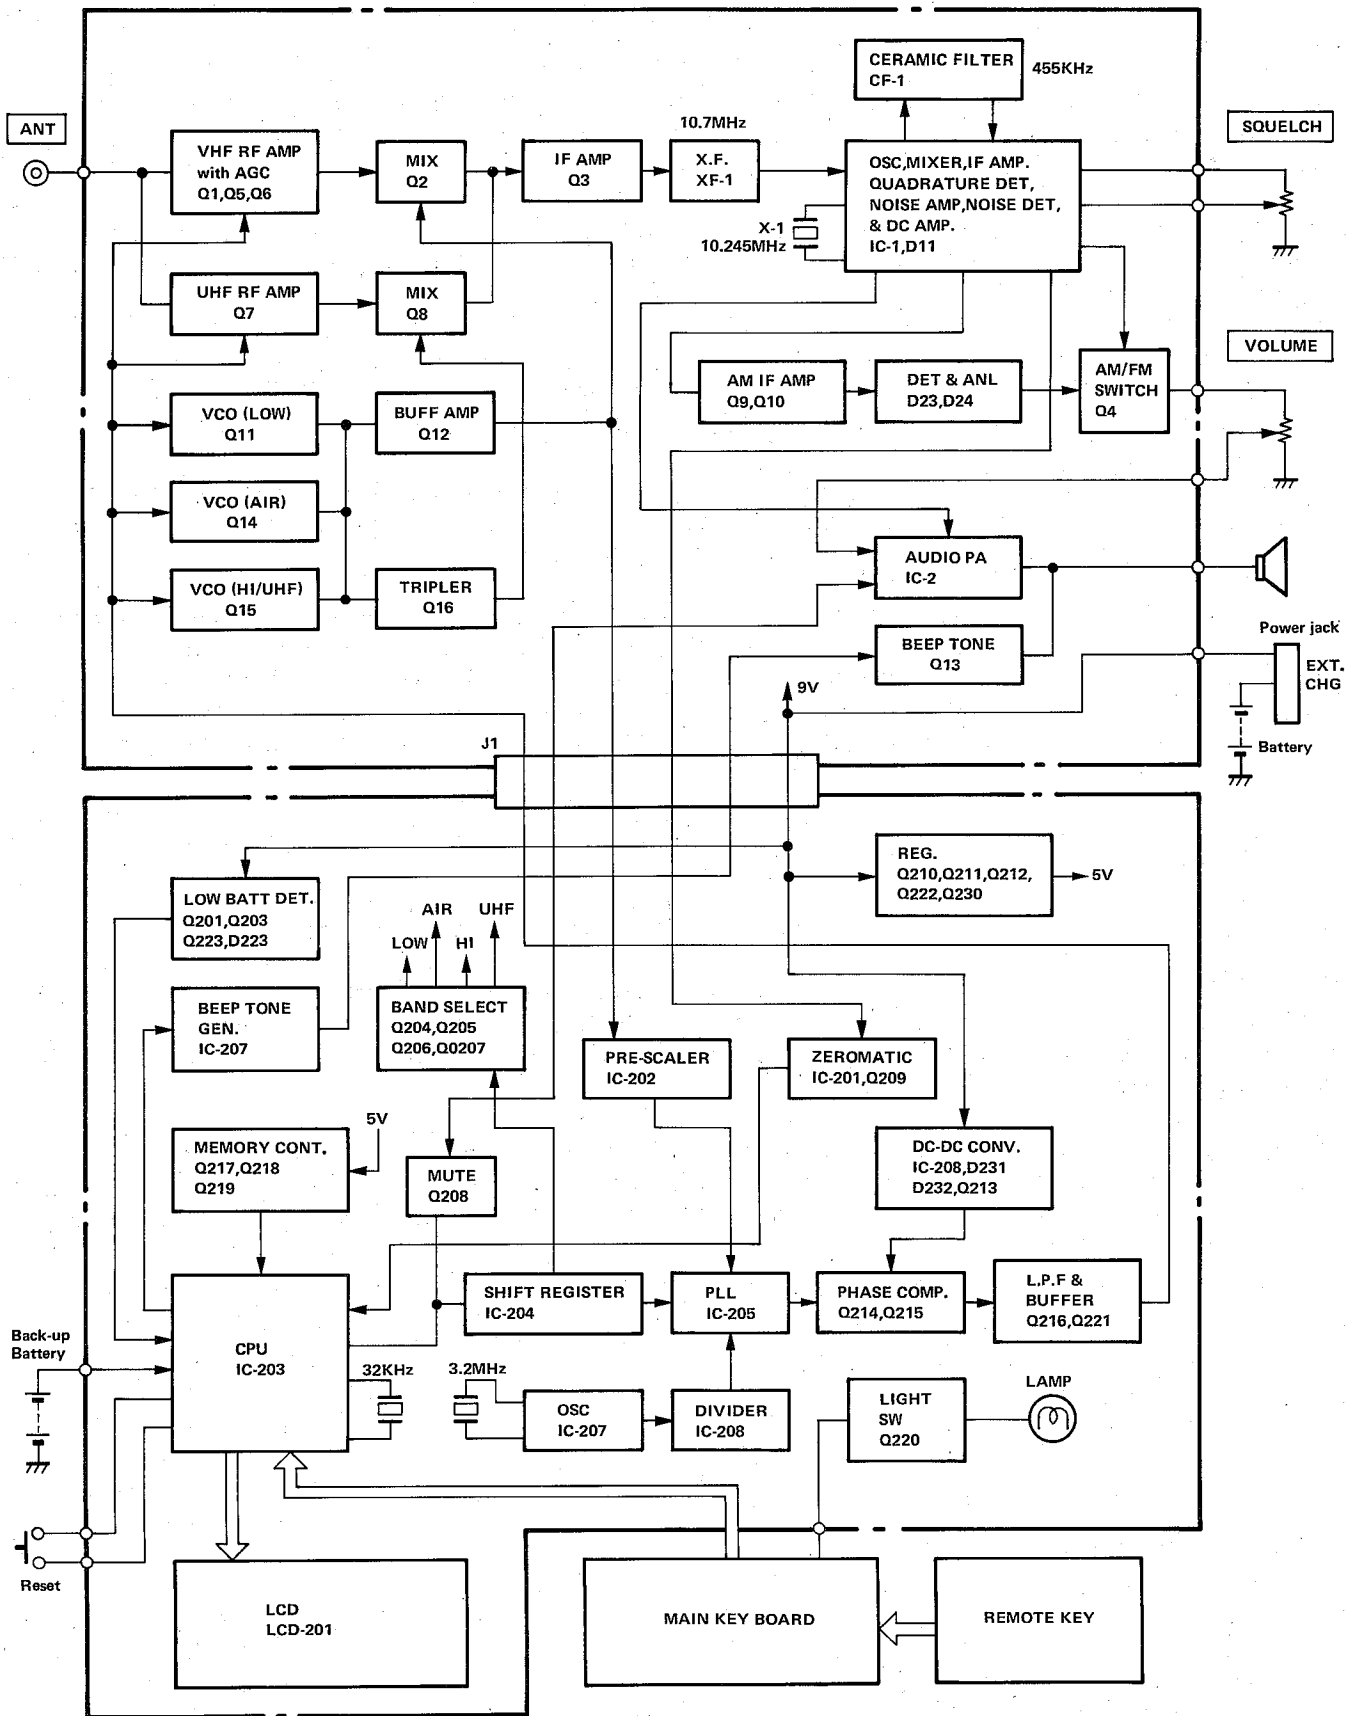 CERAMIC FILTER
CF-1
455KHz
ANT
SQUELCH
VHF RF AMP
with AGC
Q1,Q5,Q6
MIX
Q2
IF AMP
Q3
10.7MHz
X.F.
XF-1
OSC,MIXER,IF AMP.
QUADRATURE DET,
NOISE AMP,NOISE DET,
& DC AMP.
IC-1,D11
X-1
10.245MHz
UHF RF AMP
Q7
MIX
Q8
VOLUME
AM IF AMP
Q9,Q10
DET & ANL
D23,D24
AM/FM
SWITCH
Q4
VCO (LOW)
Q11
BUFF AMP
Q12
VCO (AIR)
Q14
AUDIO PA
IC-2
VCO (HI/UHF)
Q15
TRIPLER
Q16
BEEP TONE
Q13
Power jack
EXT.
CHG
9V
Battery
J1
REG.
Q210,Q211,Q212,
Q222,Q230
5V
LOW BATT DET.
Q201,Q203
Q223,D223
AIR
UHF
LOW
HI
BEEP TONE
GEN.
IC-207
BAND SELECT
Q204,Q205
Q206,Q0207
PRE-SCALER
IC-202
ZEROMATIC
IC-201,Q209
5V
MEMORY CONT.
Q217,Q218
Q219
MUTE
Q208
DC-DC CONV.
IC-208,D231
D232,Q213
SHIFT REGISTER
IC-204
PLL
IC-205
PHASE COMP.
Q214,Q215
L.P.F &
BUFFER
Q216,Q221
Back-up
Battery
CPU
IC-203
32KHz
3.2MHz
OSC
IC-207
DIVIDER
IC-208
LIGHT
SW
Q220
LAMP
Reset
LCD
LCD-201
MAIN KEY BOARD
REMOTE KEY